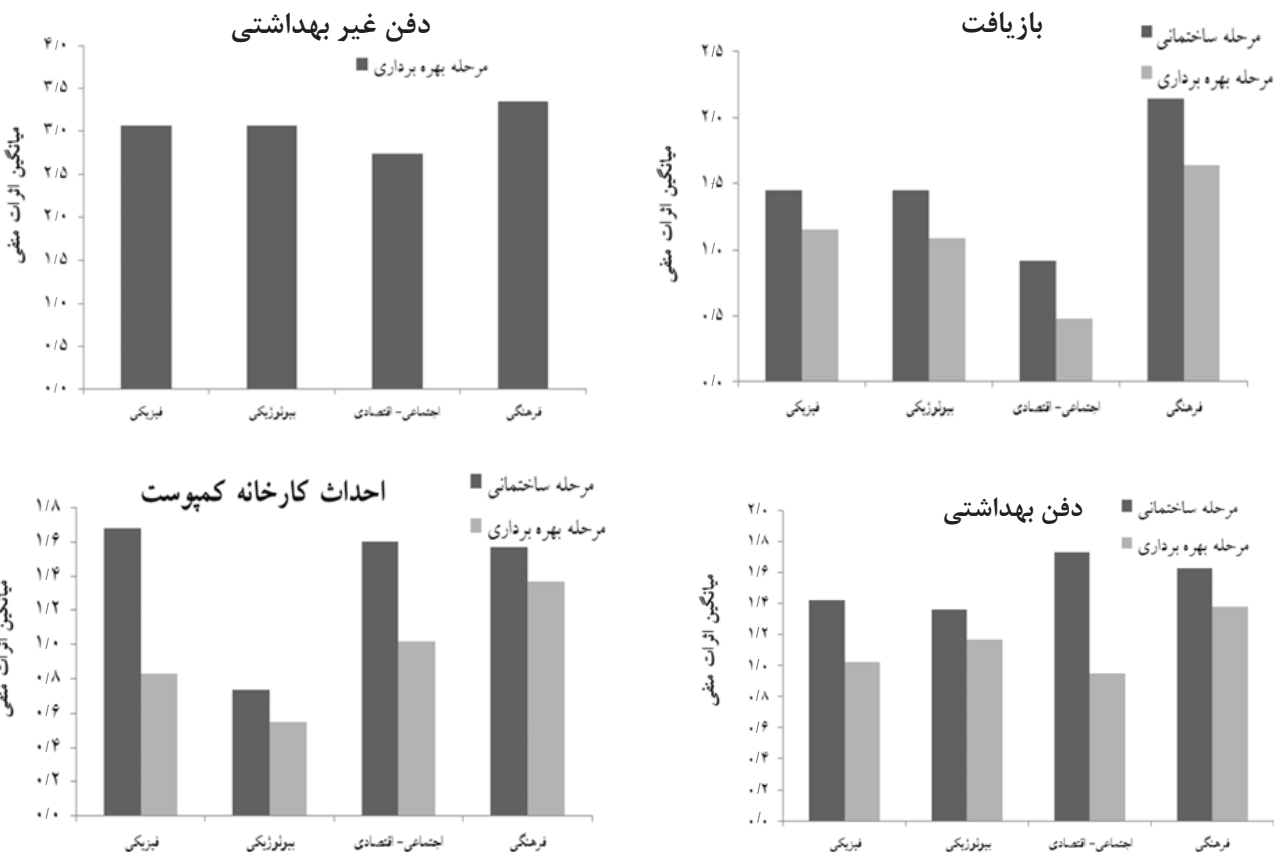 دفن غیر بهداشتی
مرحله بهره برداری
میانگین اثرات منفی
۴/۰
۳/۵
۳/۰
۲/۵
۲/۰
۱/۵
۱/۰
۰/۵
۰/۰
فیزیکی
بیولوژیکی
اجتماعی- اقتصادی
فرهنگی
بازیافت
مرحله ساختمانی
مرحله بهره برداری
میانگین اثرات منفی
۲/۵
۲/۰
۱/۵
۱/۰
۰/۵
۰/۰
فیزیکی
بیولوژیکی
اجتماعی- اقتصادی
فرهنگی
احداث کارخانه کمپوست
مرحله ساختمانی
مرحله بهره برداری
میانگین اثرات منفی
۱/۸
۱/۶
۱/۴
۱/۲
۱/۰
۰/۸
۰/۶
۰/۴
۰/۲
۰/۰
فیزیکی
بیولوژیکی
اجتماعی- اقتصادی
فرهنگی
دفن بهداشتی
مرحله ساختمانی
مرحله بهره برداری
میانگین اثرات منفی
۲/۰
۱/۸
۱/۶
۱/۴
۱/۲
۱/۰
۰/۸
۰/۶
۰/۴
۰/۲
۰/۰
فیزیکی
بیولوژیکی
اجتماعی- اقتصادی
فرهنگی